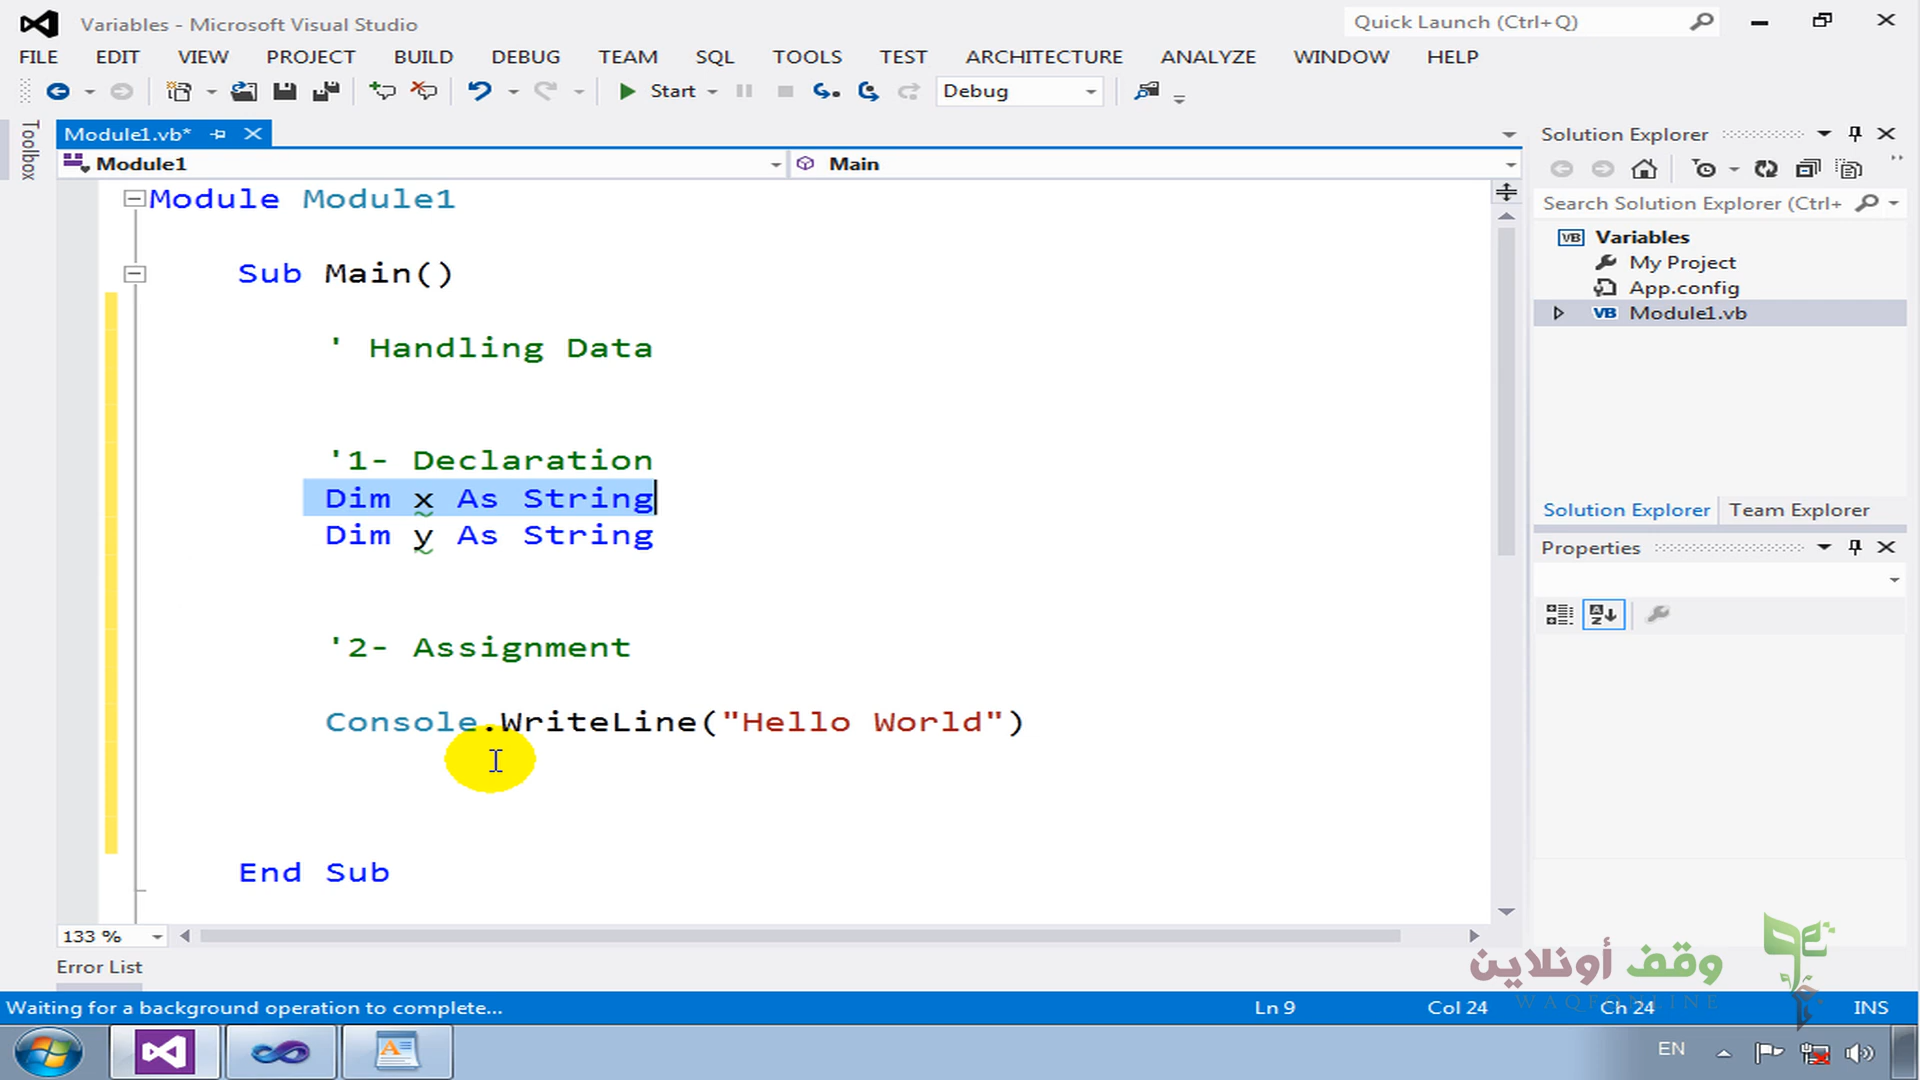 Variables - Microsoft Visual Studio
Quick Launch (Ctrl+Q)
FILE EDIT VIEW PROJECT BUILD DEBUG TEAM SQL TOOLS TEST ARCHITECTURE ANALYZE WINDOW HELP
Start Debug
Toolbox
Module1.vb*
Module1 Main
Module Module1
Sub Main()
' Handling Data
'1- Declaration
Dim x As String
Dim y As String
'2- Assignment
Console.WriteLine("Hello World")
End Sub
133 %
Error List
Solution Explorer
Search Solution Explorer (Ctrl+
Variables
My Project
App.config
Module1.vb
Solution Explorer Team Explorer
Properties
وقف أونلاين
WAQFONLINE
Waiting for a background operation to complete... Ln 9 Col 24 Ch 24 INS
EN